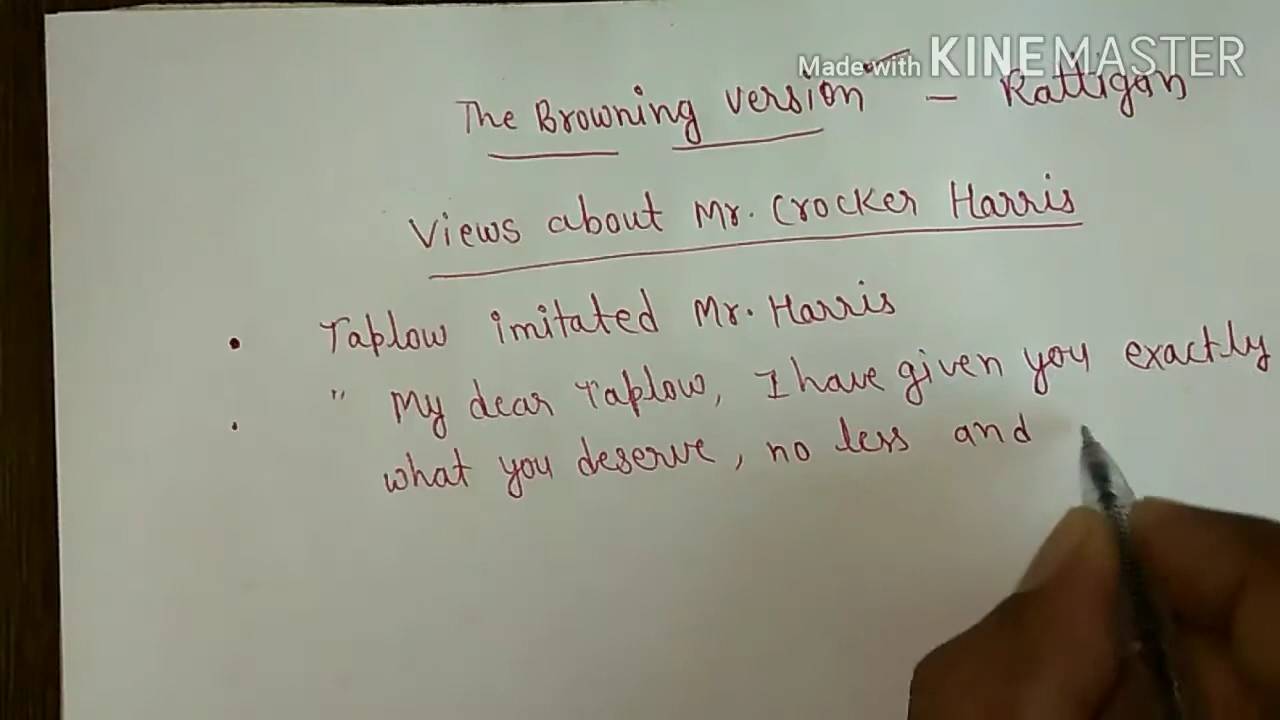 Made with KINEMASTER
The Browning version – Rattigan
Views about Mr. Crocker Harris
• Taplow imitated Mr. Harris
" My dear Taplow, I have given you exactly
what you deserve, no less and